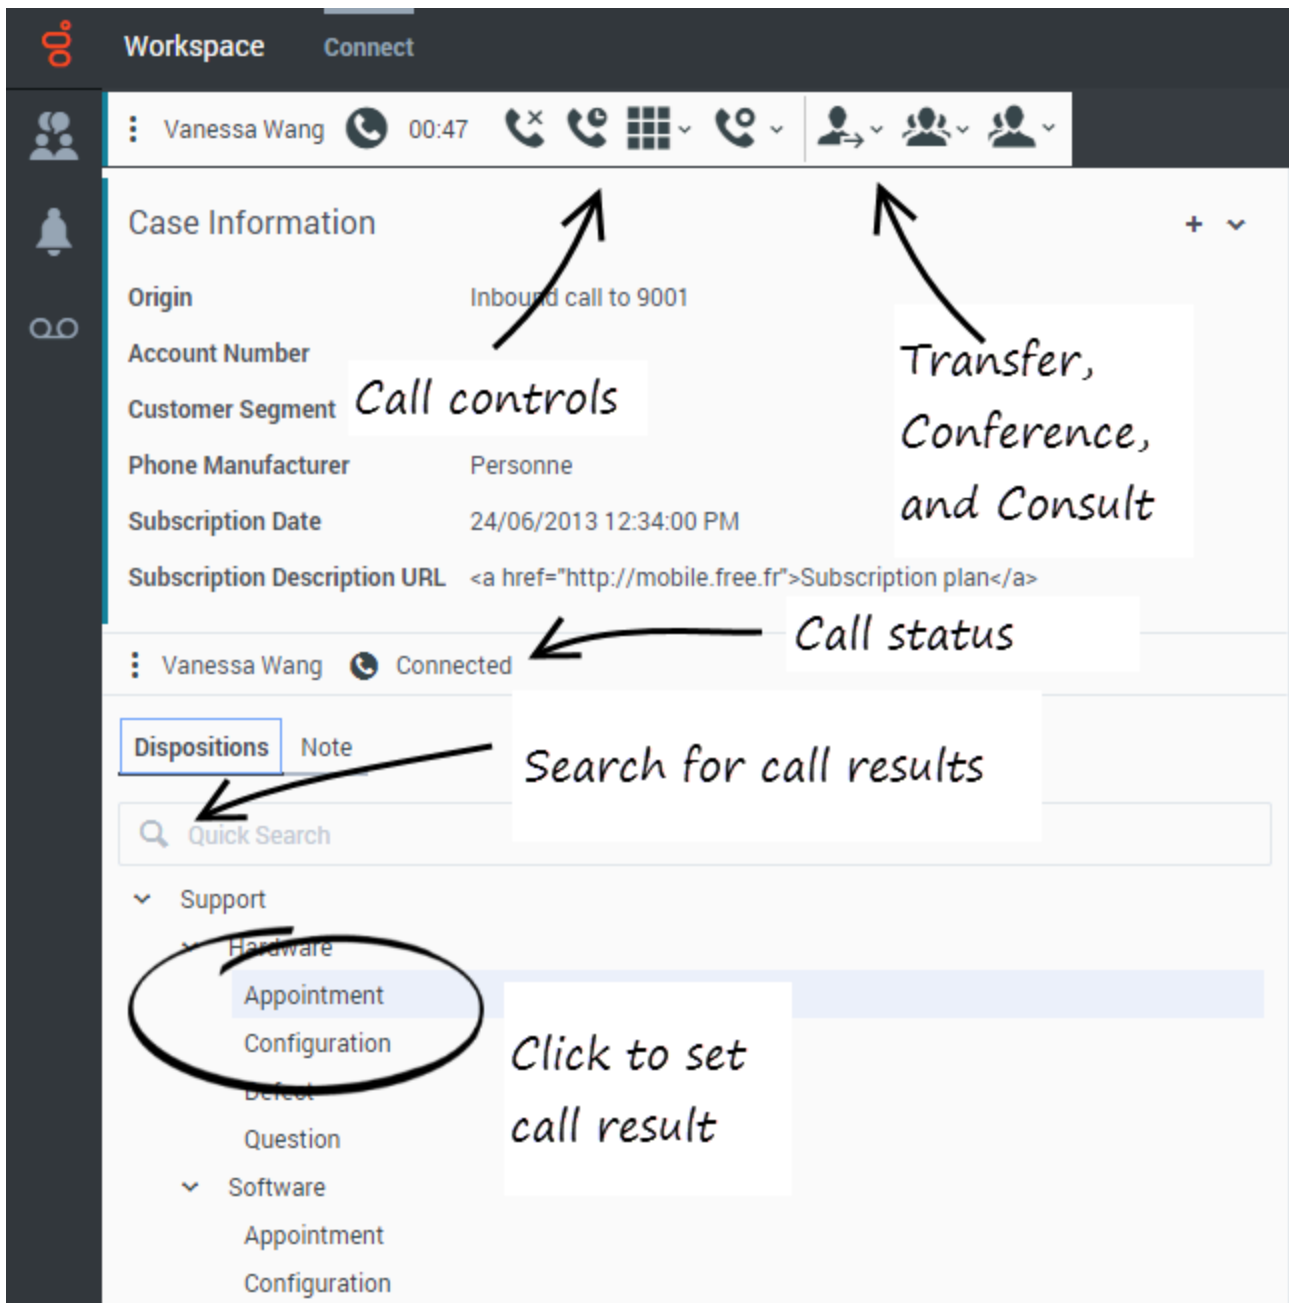 Workspace Connect
Vanessa Wang 00:47
Case Information
Origin Inbound call to 9001
Account Number
Customer Segment
Call controls
Transfer,
Conference,
and Consult
Phone Manufacturer Personne
Subscription Date 24/06/2013 12:34:00 PM
Subscription Description URL <a href="http://mobile.free.fr">Subscription plan</a>
Call status
Vanessa Wang Connected
Dispositions Note
Search for call results
Quick Search
Support
Hardware
Appointment
Configuration
Click to set
call result
Defect
Question
Software
Appointment
Configuration